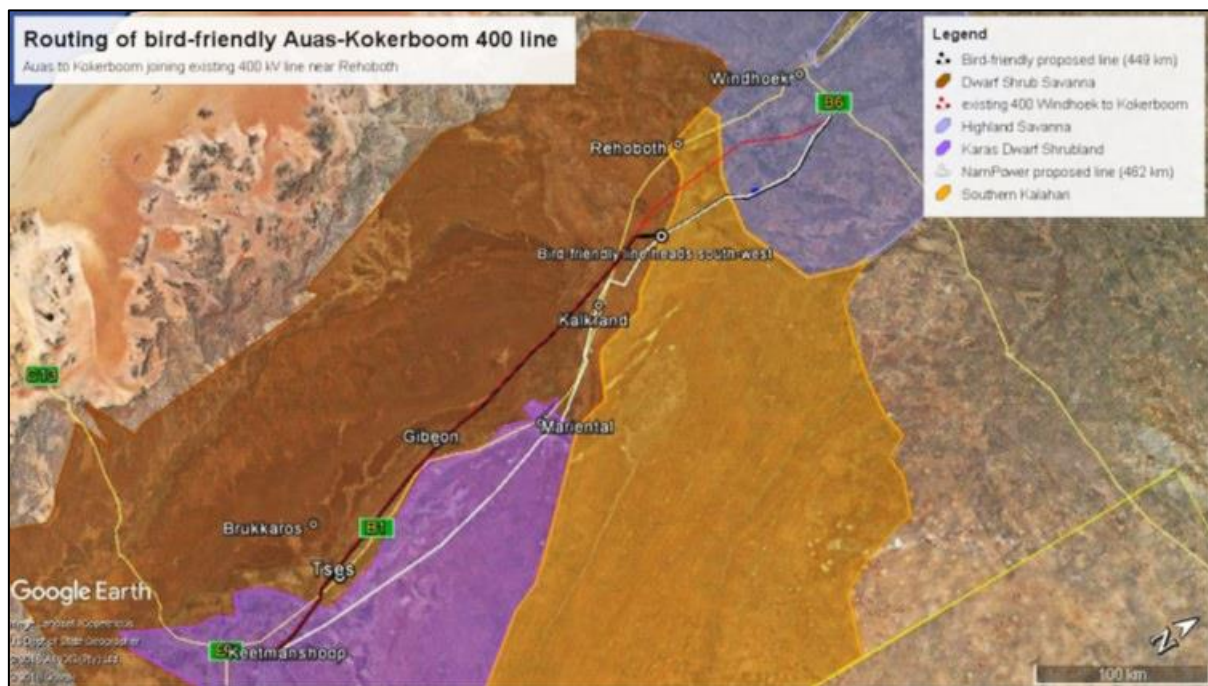 Routing of bird-friendly Auas-Kokerboom 400 line
Auas to Kokerboom joining existing 400 kV line near Rehoboth
Legend
Bird-friendly proposed line (449 km)
Dwarf Shrub Savanna
existing 400 Windhoek to Kokerboom
Highland Savanna
Karas Dwarf Shrubland
NamPower proposed line (462 km)
Southern Kalahari
Windhoek
B6
Rehoboth
Bird-friendly line heads south-west
Kalkrand
C13
Mariental
Gibeon
Brukkaros
B1
Tses
Google Earth
Keetmanshoop
N
100 km